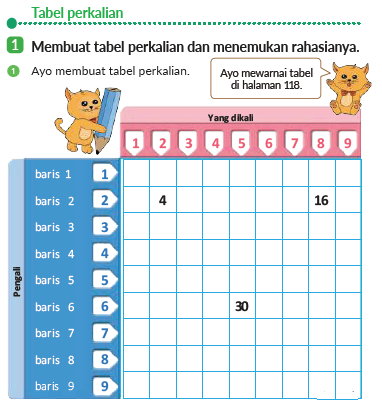 Tabel perkalian
1 Membuat tabel perkalian dan menemukan rahasianya.
1 Ayo membuat tabel perkalian.
Ayo mewarnai tabel
di halaman 118.
Yang dikali
1 2 3 4 5 6 7 8 9
Pengali
baris 1 1
baris 2 2 4 16
baris 3 3
baris 4 4
baris 5 5
baris 6 6 30
baris 7 7
baris 8 8
baris 9 9